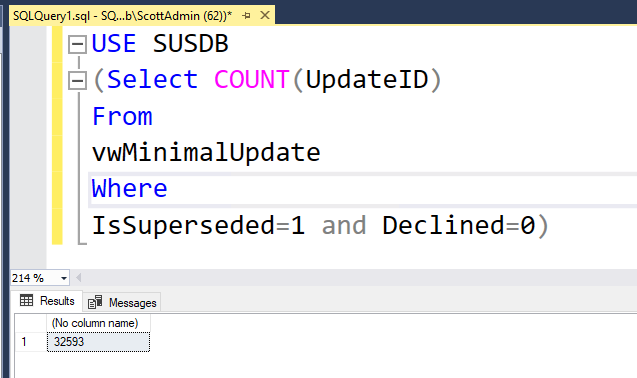 SQLQuery1.sql - SQ...b\ScottAdmin (62))*
USE SUSDB
(Select COUNT(UpdateID)
From
vwMinimalUpdate
Where
IsSuperseded=1 and Declined=0)
214 %
Results Messages
(No column name)
1 32593